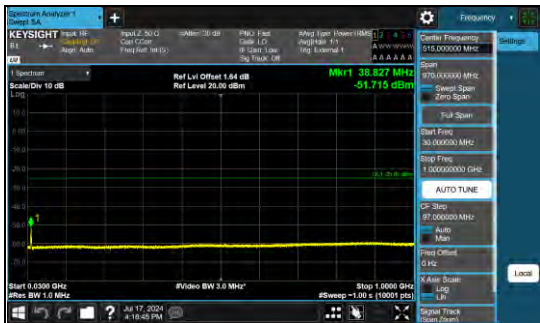 Spectrum Analyzer 1
Swept SA
+
Frequency
KEYSIGHT
Input: RF
Input Z: 50 Ω
#Atten: 30 dB
PNO: Fast
#Avg Type: Power (RMS
Align: Auto
Corr CCorr
Freq Ref: Int (S)
Gate: LO
IF Gain: Low
Sig Track: Off
Avg|Hold: 1/1
Trig: External 1
A W W W W W
A A A A A A
1 Spectrum
Scale/Div 10 dB
Log
Ref Lvl Offset 1.64 dB
Ref Level 20.00 dBm
Mkr1 38.827 MHz
-51.715 dBm
1
Start 0.0300 GHz
#Res BW 1.0 MHz
#Video BW 3.0 MHz*
Stop 1.0000 GHz
#Sweep ~1.00 s (10001 pts)
Center Frequency
515.000000 MHz
Settings
Span
970.000000 MHz
Swept Span
Zero Span
Full Span
Start Freq
30.000000 MHz
Stop Freq
1.000000000 GHz
AUTO TUNE
CF Step
97.000000 MHz
Auto
Man
Freq Offset
0 Hz
X Axis Scale
Log
Lin
Local
Signal Track
(Span Zoom)
?
Jul 17, 2024
4:16:45 PM